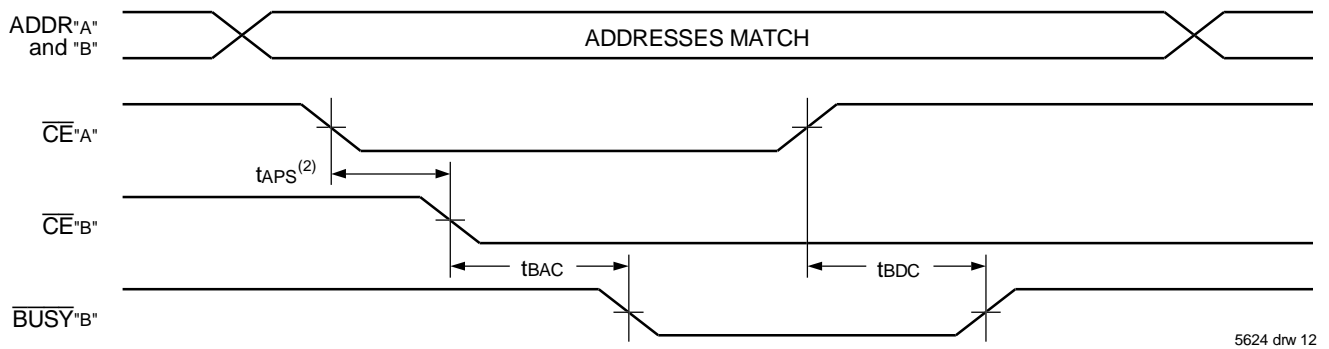 ADDR"A"
and "B"
ADDRESSES MATCH
CE"A"
tAPS(2)
CE"B"
tBAC
tBDC
BUSY"B"
5624 drw 12